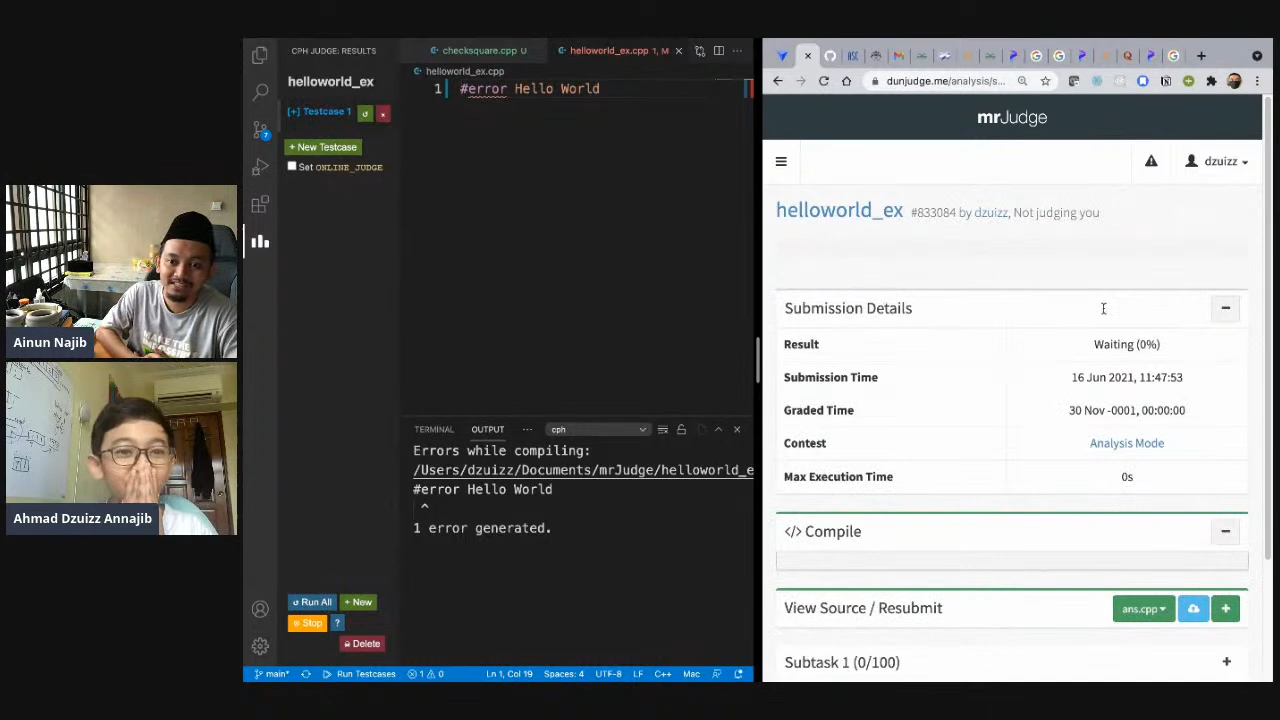 Ainun Najib
Ahmad Dzuizz Annajib
CPH JUDGE: RESULTS
helloworld_ex
[+] Testcase 1
+ New Testcase
Set ONLINE_JUDGE
Run All
+ New
Stop
?
Delete
checksquare.cpp U
helloworld_ex.cpp 1, M
helloworld_ex.cpp
1 #error Hello World
TERMINAL
OUTPUT
cph
Errors while compiling:
/Users/dzuizz/Documents/mrJudge/helloworld_e
#error Hello World
^
1 error generated.
7
main*
Run Testcases
1 0
Ln 1, Col 19
Spaces: 4
UTF-8
LF
C++
Mac
dunjudge.me/analysis/s...
mrJudge
dzuizz
helloworld_ex #833084 by dzuizz, Not judging you
Submission Details
Result Waiting (0%)
Submission Time 16 Jun 2021, 11:47:53
Graded Time 30 Nov -0001, 00:00:00
Contest Analysis Mode
Max Execution Time 0s
</> Compile
View Source / Resubmit
ans.cpp
Subtask 1 (0/100)